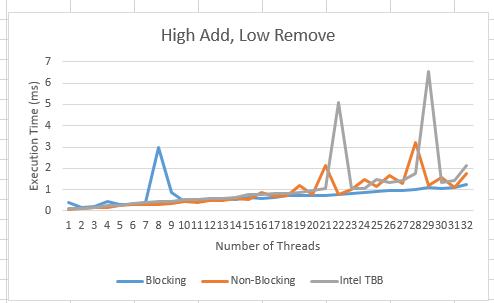 High Add, Low Remove
7
6
5
4
3
2
1
0
Execution Time (ms)
1 2 3 4 5 6 7 8 9 10 11 12 13 14 15 16 17 18 19 20 21 22 23 24 25 26 27 28 29 30 31 32
Number of Threads
Blocking Non-Blocking Intel TBB